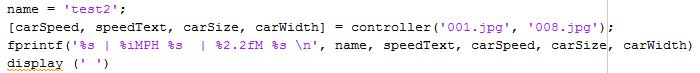 name = 'test2';
[carSpeed, speedText, carSize, carWidth] = controller('001.jpg', '008.jpg');
fprintf('%s | %iMPH %s  | %2.2fM %s \n', name, speedText, carSpeed, carSize, carWidth)
display (' ')